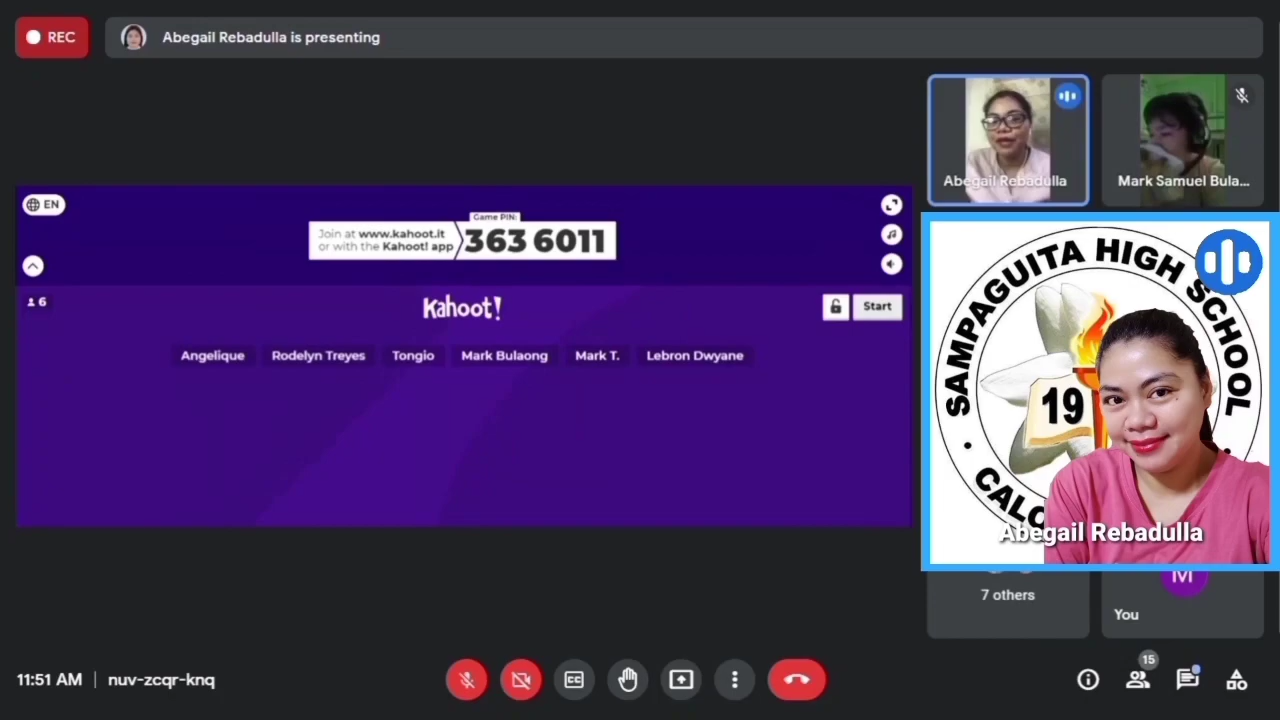 REC
Abegail Rebadulla is presenting
Abegail Rebadulla
Mark Samuel Bula...
EN
Join at www.kahoot.it
or with the Kahoot! app
Game PIN:
363 6011
6
Kahoot!
Start
Angelique
Rodelyn Treyes
Tongio
Mark Bulaong
Mark T.
Lebron Dwyane
SAMPAGUITA HIGH SCHOOL
19
CALO
Abegail Rebadulla
7 others
M
You
11:51 AM
nuv-zcqr-knq
CC
15